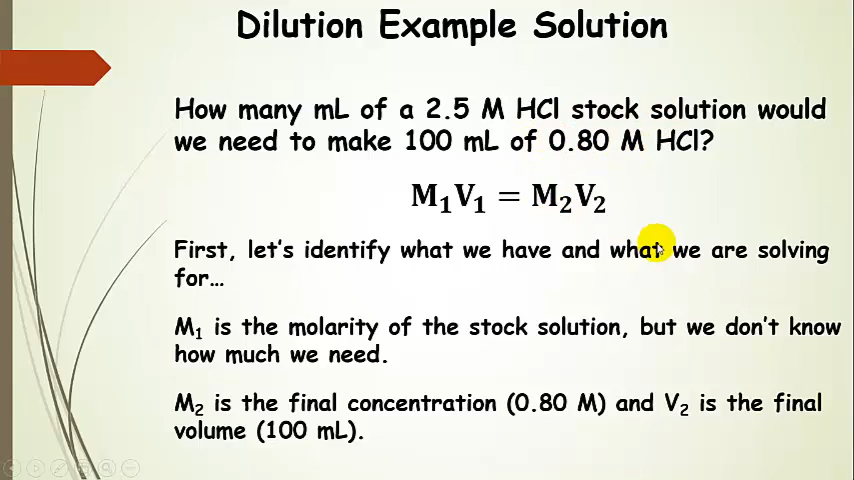 Dilution Example Solution
How many mL of a 2.5 M HCl stock solution would
we need to make 100 mL of 0.80 M HCl?
M₁V₁ = M₂V₂
First, let's identify what we have and what we are solving
for…
M₁ is the molarity of the stock solution, but we don't know
how much we need.
M₂ is the final concentration (0.80 M) and V₂ is the final
volume (100 mL).